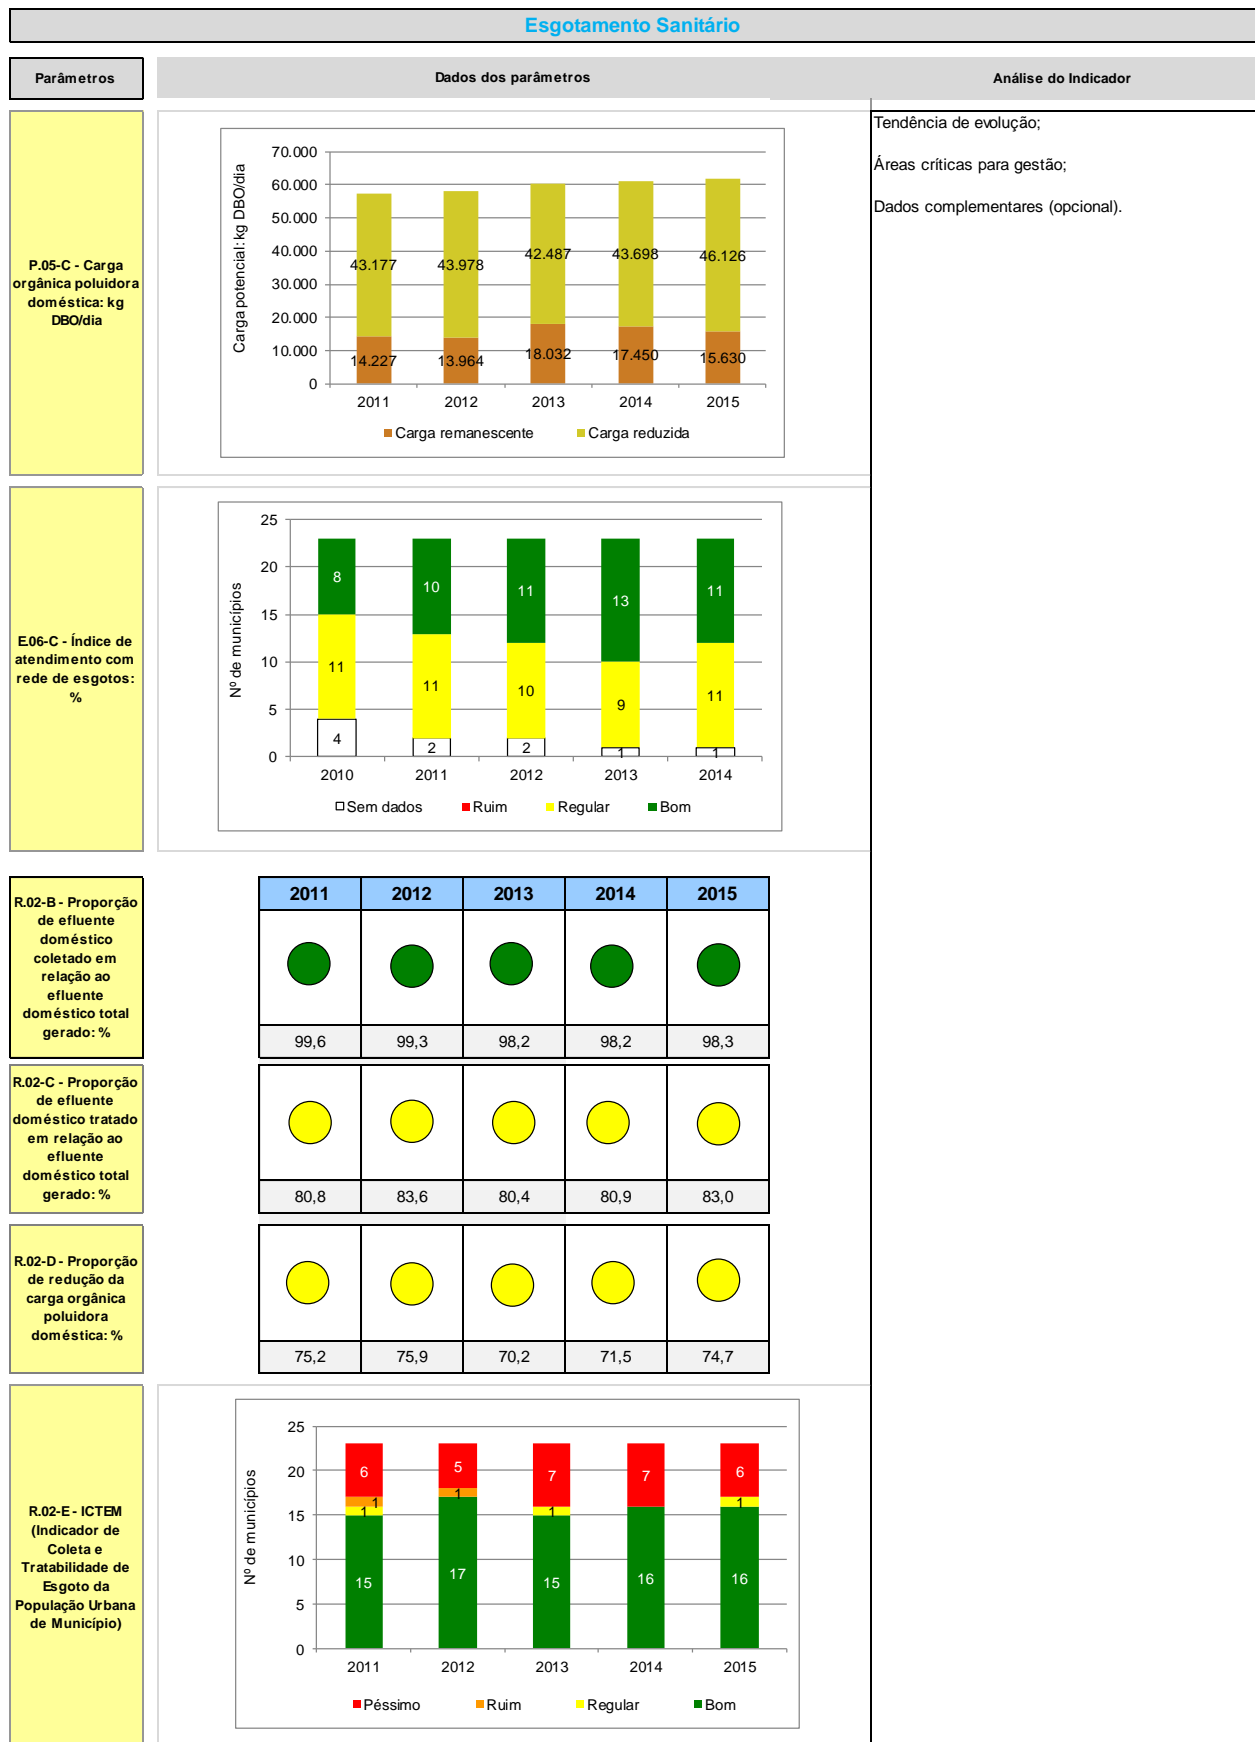 Esgotamento Sanitário
Parâmetros
Dados dos parâmetros
Análise do Indicador
P.05-C - Carga
orgânica poluidora
doméstica: kg
DBO/dia
Carga potencial: kg DBO/dia
70.000
60.000
50.000
40.000
30.000
20.000
10.000
0
43.177
43.978
42.487
43.698
46.126
14.227
13.964
18.032
17.450
15.630
2011
2012
2013
2014
2015
Carga remanescente
Carga reduzida
Tendência de evolução;
Áreas críticas para gestão;
Dados complementares (opcional).
E.06-C - Índice de
atendimento com
rede de esgotos:
%
Nº de municípios
25
20
15
10
5
0
8
10
11
13
11
11
11
10
9
11
4
2
2
1
1
2010
2011
2012
2013
2014
Sem dados
Ruim
Regular
Bom
R.02-B - Proporção
de efluente
doméstico
coletado em
relação ao
efluente
doméstico total
gerado: %
2011
2012
2013
2014
2015
99,6
99,3
98,2
98,2
98,3
R.02-C - Proporção
de efluente
doméstico tratado
em relação ao
efluente
doméstico total
gerado: %
80,8
83,6
80,4
80,9
83,0
R.02-D - Proporção
de redução da
carga orgânica
poluidora
doméstica: %
75,2
75,9
70,2
71,5
74,7
R.02-E - ICTEM
(Indicador de
Coleta e
Tratabilidade de
Esgoto da
População Urbana
de Município)
Nº de municípios
25
20
15
10
5
0
6
5
7
7
6
1
1
1
1
1
15
17
15
16
16
2011
2012
2013
2014
2015
Péssimo
Ruim
Regular
Bom